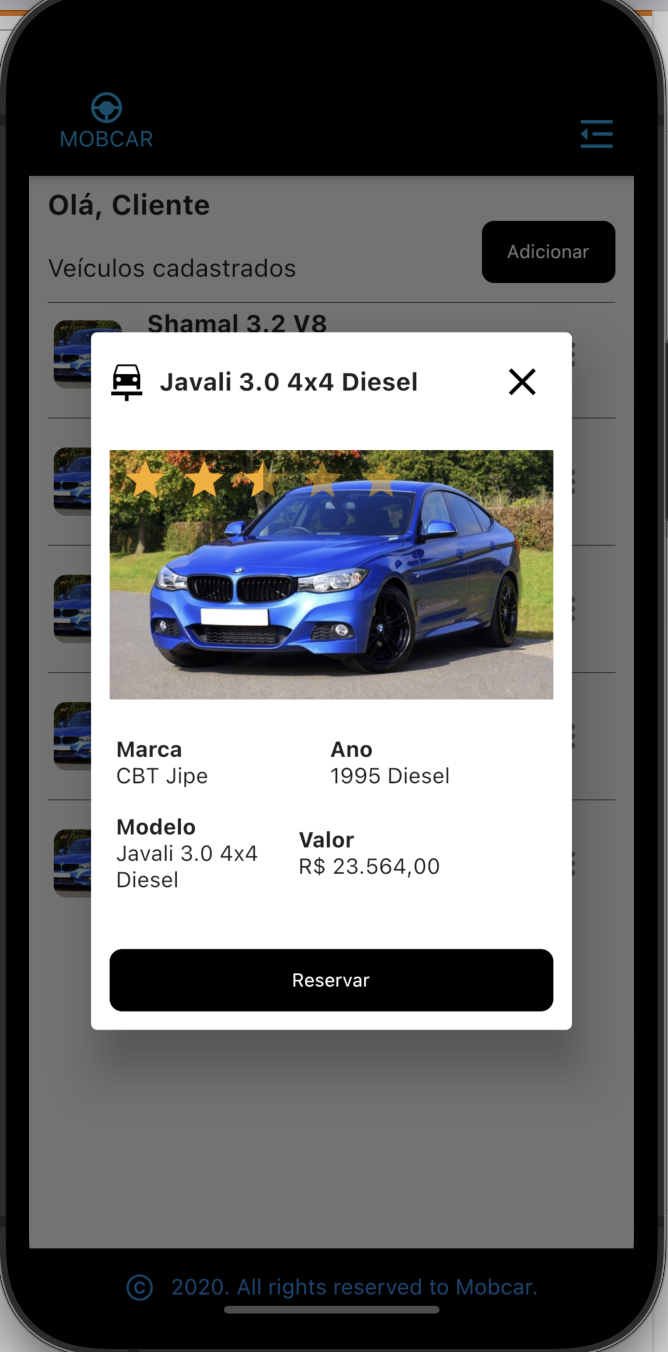 MOBCAR
Olá, Cliente
Adicionar
Veículos cadastrados
Shamal 3.2 V8
Javali 3.0 4x4 Diesel
Marca
CBT Jipe
Ano
1995 Diesel
Modelo
Javali 3.0 4x4
Diesel
Valor
R$ 23.564,00
Reservar
© 2020. All rights reserved to Mobcar.